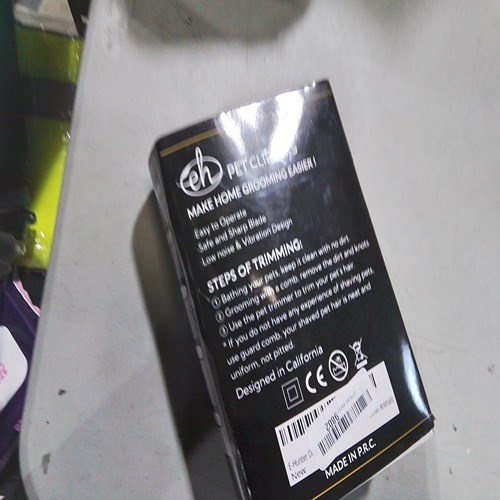 eh
PET CLIPPERS
MAKE HOME GROOMING EASIER !
Easy to Operate
Safe and Sharp Blade
Low noise & Vibration Design
STEPS OF TRIMMING:
① Bathing your pets, keep it clean with no dirt
② Grooming with a comb, remove the dirt and knots
③ Use the pet trimmer to trim your pet's hair
* If you do not have any experience of shaving pets,
use guard comb, your shaved pet hair is neat and
uniform, not pitted
Designed in California
CE
2096
E-Hunter D.
New
Animals
MADE IN P.R.C.